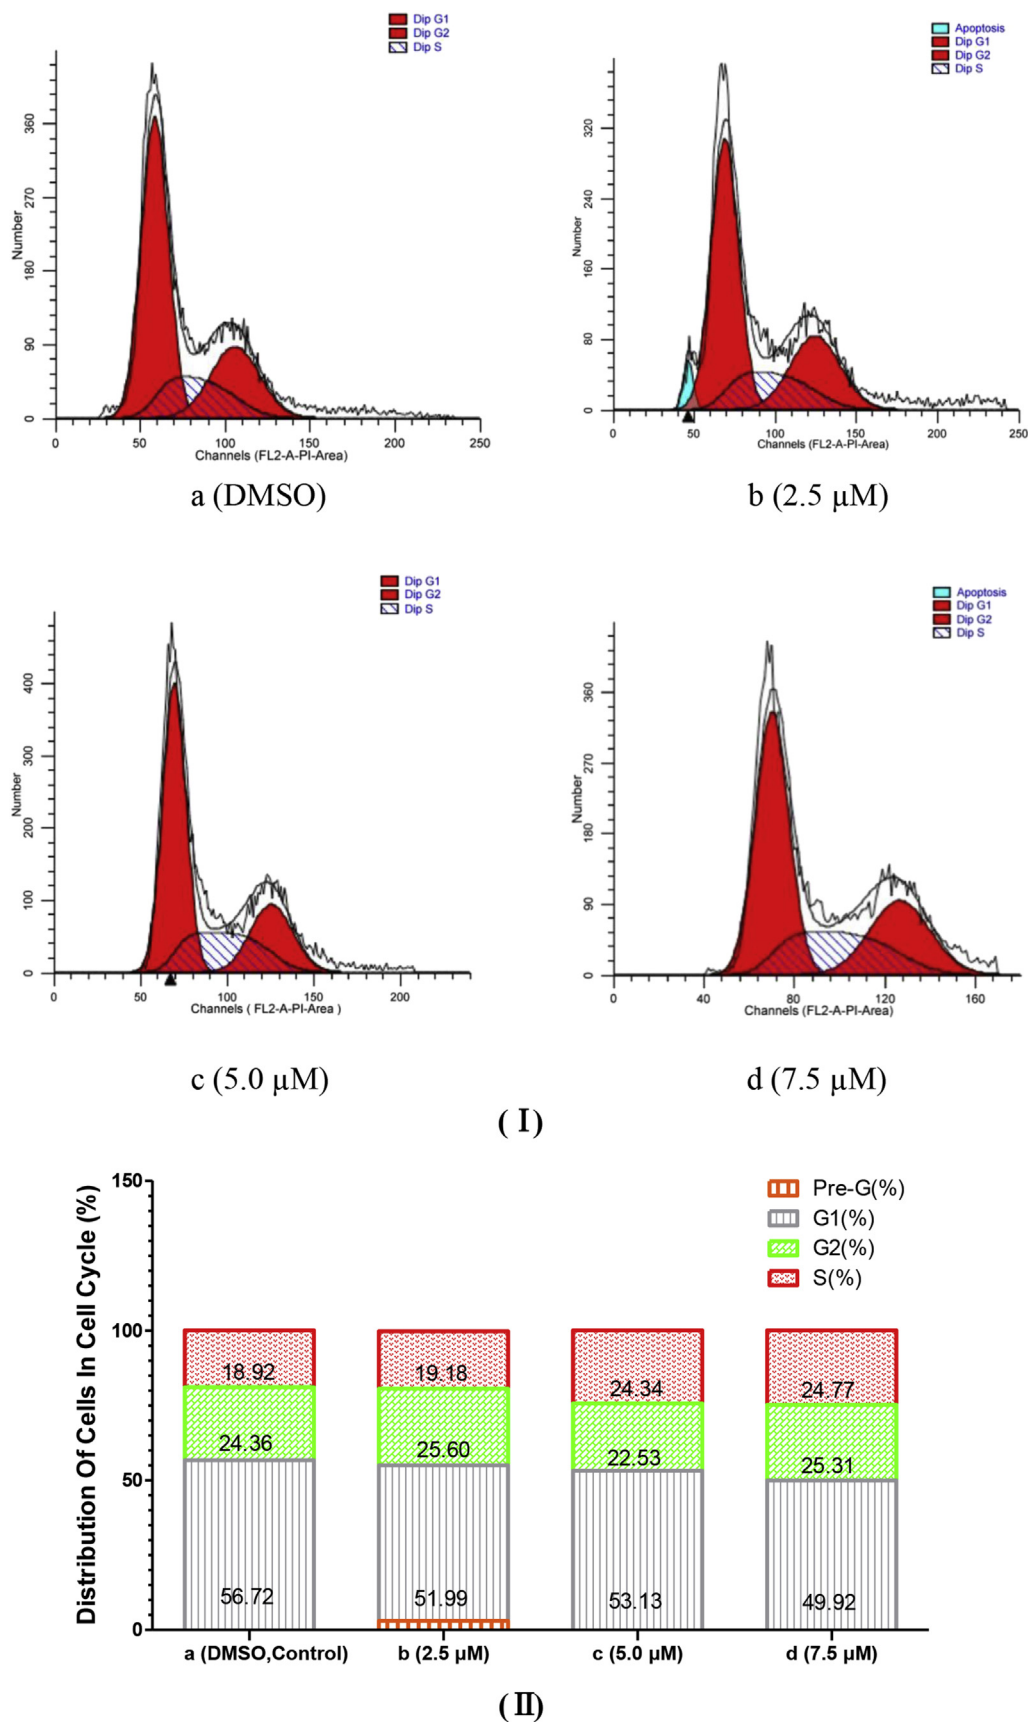 Dip G1
Dip G2
Dip S
Number
360
270
180
90
0
0 50 100 150 200 250
Channels (FL2-A-PI-Area)
a (DMSO)
Apoptosis
Dip G1
Dip G2
Dip S
Number
320
240
160
80
0
0 50 100 150 200 250
Channels (FL2-A-PI-Area)
b (2.5 µM)
Dip G1
Dip G2
Dip S
Number
400
300
200
100
0
0 50 100 150 200
Channels ( FL2-A-PI-Area )
c (5.0 µM)
Apoptosis
Dip G1
Dip G2
Dip S
Number
360
270
180
90
0
0 40 80 120 160
Channels (FL2-A-PI-Area)
d (7.5 µM)
( Ⅰ )
Distribution Of Cells In Cell Cycle (%)
150
100
50
0
Pre-G(%)
G1(%)
G2(%)
S(%)
18.92 19.18 24.34 24.77
24.36 25.60 22.53 25.31
56.72 51.99 53.13 49.92
a (DMSO,Control) b (2.5 µM) c (5.0 µM) d (7.5 µM)
( Ⅱ )